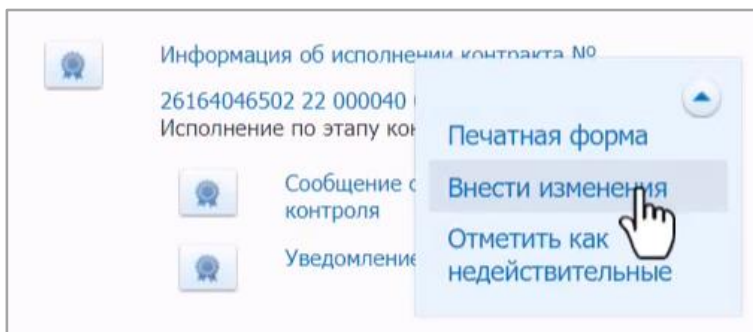 Информация об исполнении контракта №
26164046502 22 000040
Исполнение по этапу
Сообщение
контроля
Уведомление
Печатная форма
Внести изменения
Отметить как
недействительные